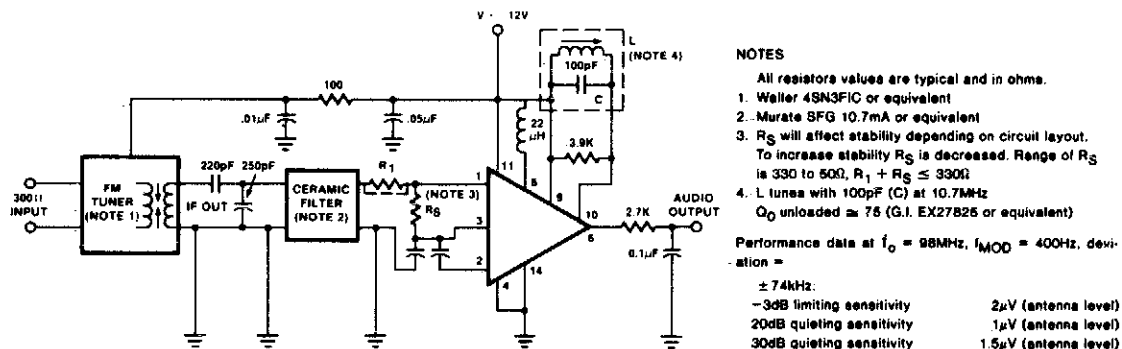 V - 12V
L
(NOTE 4)
100pF
C
100
.01µF
.05µF
22
µH
3.9K
11
8
9
10
6
1
3
2
4
14
FM
TUNER
(NOTE 1)
300Ω
INPUT
220pF
250pF
IF OUT
CERAMIC
FILTER
(NOTE 2)
R1
(NOTE 3)
RS
2.7K
0.1µF
AUDIO
OUTPUT
NOTES
All resistors values are typical and in ohms.
1. Waller 4SN3FIC or equivalent
2. Murate SFG 10.7mA or equivalent
3. RS will affect stability depending on circuit layout.
To increase stability RS is decreased. Range of RS
is 330 to 50Ω, R1 + RS ≤ 330Ω
4. L tunes with 100pF (C) at 10.7MHz
QO unloaded ≃ 75 (G.I. EX27825 or equivalent)
Performance data at fo = 98MHz, fMOD = 400Hz, devi-
ation =
± 74kHz:
-3dB limiting sensitivity 2µV (antenna level)
20dB quieting sensitivity 1µV (antenna level)
30dB quieting sensitivity 1.5µV (antenna level)